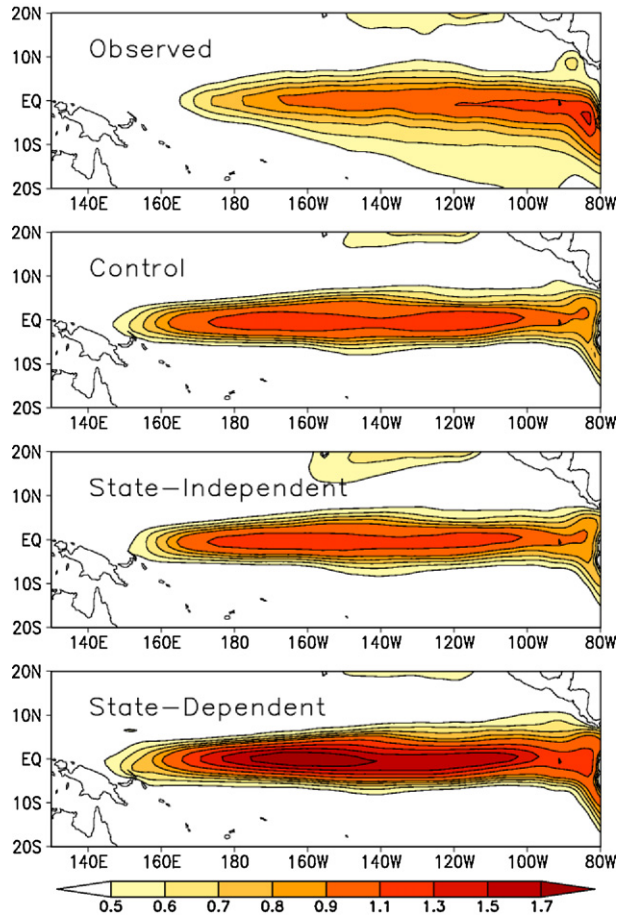 20N
Observed
10N
EQ
10S
20S
140E 160E 180 160W 140W 120W 100W 80W
20N
Control
10N
EQ
10S
20S
140E 160E 180 160W 140W 120W 100W 80W
20N
10N
State-Independent
EQ
10S
20S
140E 160E 180 160W 140W 120W 100W 80W
20N
State-Dependent
10N
EQ
10S
20S
140E 160E 180 160W 140W 120W 100W 80W
0.5 0.6 0.7 0.8 0.9 1.1 1.3 1.5 1.7